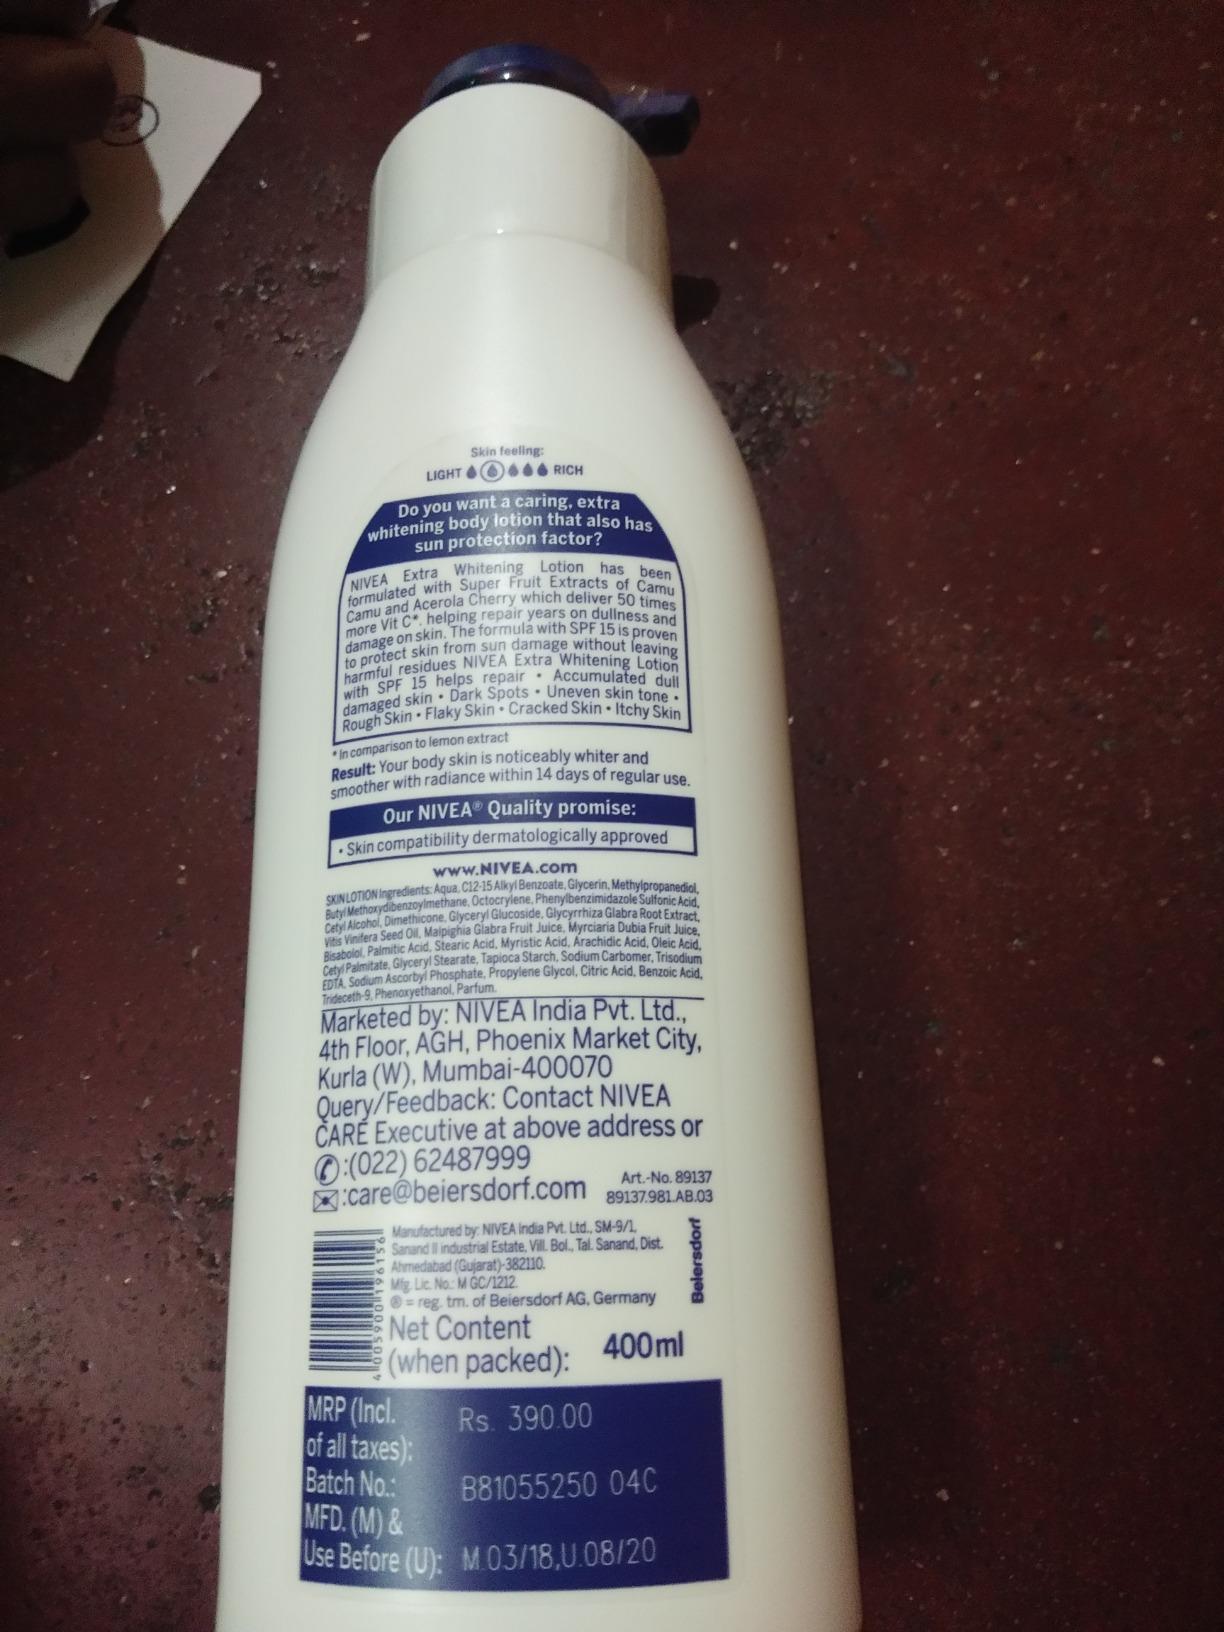 Skin feeling:
LIGHT RICH
Do you want a caring, extra
whitening body lotion that also has
sun protection factor?
NIVEA Extra Whitening Lotion has been
formulated with Super Fruit Extracts of Camu
Camu and Acerola Cherry which deliver 50 times
more Vit C*, helping repair years on dullness and
damage on skin. The formula with SPF 15 is proven
to protect skin from sun damage without leaving
harmful residues NIVEA Extra Whitening Lotion
with SPF 15 helps repair • Accumulated dull
damaged skin • Dark Spots • Uneven skin tone •
Rough Skin • Flaky Skin • Cracked Skin • Itchy Skin
* In comparison to lemon extract
Result: Your body skin is noticeably whiter and
smoother with radiance within 14 days of regular use.
Our NIVEA® Quality promise:
• Skin compatibility dermatologically approved
www.NIVEA.com
SKIN LOTION Ingredients: Aqua, C12-15 Alkyl Benzoate, Glycerin, Methylpropanediol,
Butyl Methoxydibenzoylmethane, Octocrylene, Phenylbenzimidazole Sulfonic Acid,
Cetyl Alcohol, Dimethicone, Glyceryl Glucoside, Glycyrrhiza Glabra Root Extract,
Vitis Vinifera Seed Oil, Malpighia Glabra Fruit Juice, Myrciaria Dubia Fruit Juice,
Bisabolol, Palmitic Acid, Stearic Acid, Myristic Acid, Arachidic Acid, Oleic Acid,
Cetyl Palmitate, Glyceryl Stearate, Tapioca Starch, Sodium Carbomer, Trisodium
EDTA, Sodium Ascorbyl Phosphate, Propylene Glycol, Citric Acid, Benzoic Acid,
Trideceth-9, Phenoxyethanol, Parfum.
Marketed by: NIVEA India Pvt. Ltd.,
4th Floor, AGH, Phoenix Market City,
Kurla (W), Mumbai-400070
Query/Feedback: Contact NIVEA
CARE Executive at above address or
:(022) 62487999
:care@beiersdorf.com
Art.-No. 89137
89137.981.AB.03
Manufactured by: NIVEA India Pvt. Ltd., SM-9/1,
Sanand II industrial Estate, Vill. Bol., Tal. Sanand, Dist.
Ahmedabad (Gujarat)-382110.
Mfg. Lic. No.: M GC/1212.
® = reg. tm. of Beiersdorf AG, Germany
Beiersdorf
4 005900 196156
Net Content
(when packed): 400ml
MRP (Incl.
of all taxes): Rs. 390.00
Batch No.: B81055250 04C
MFD. (M) &
Use Before (U): M.03/18,U.08/20